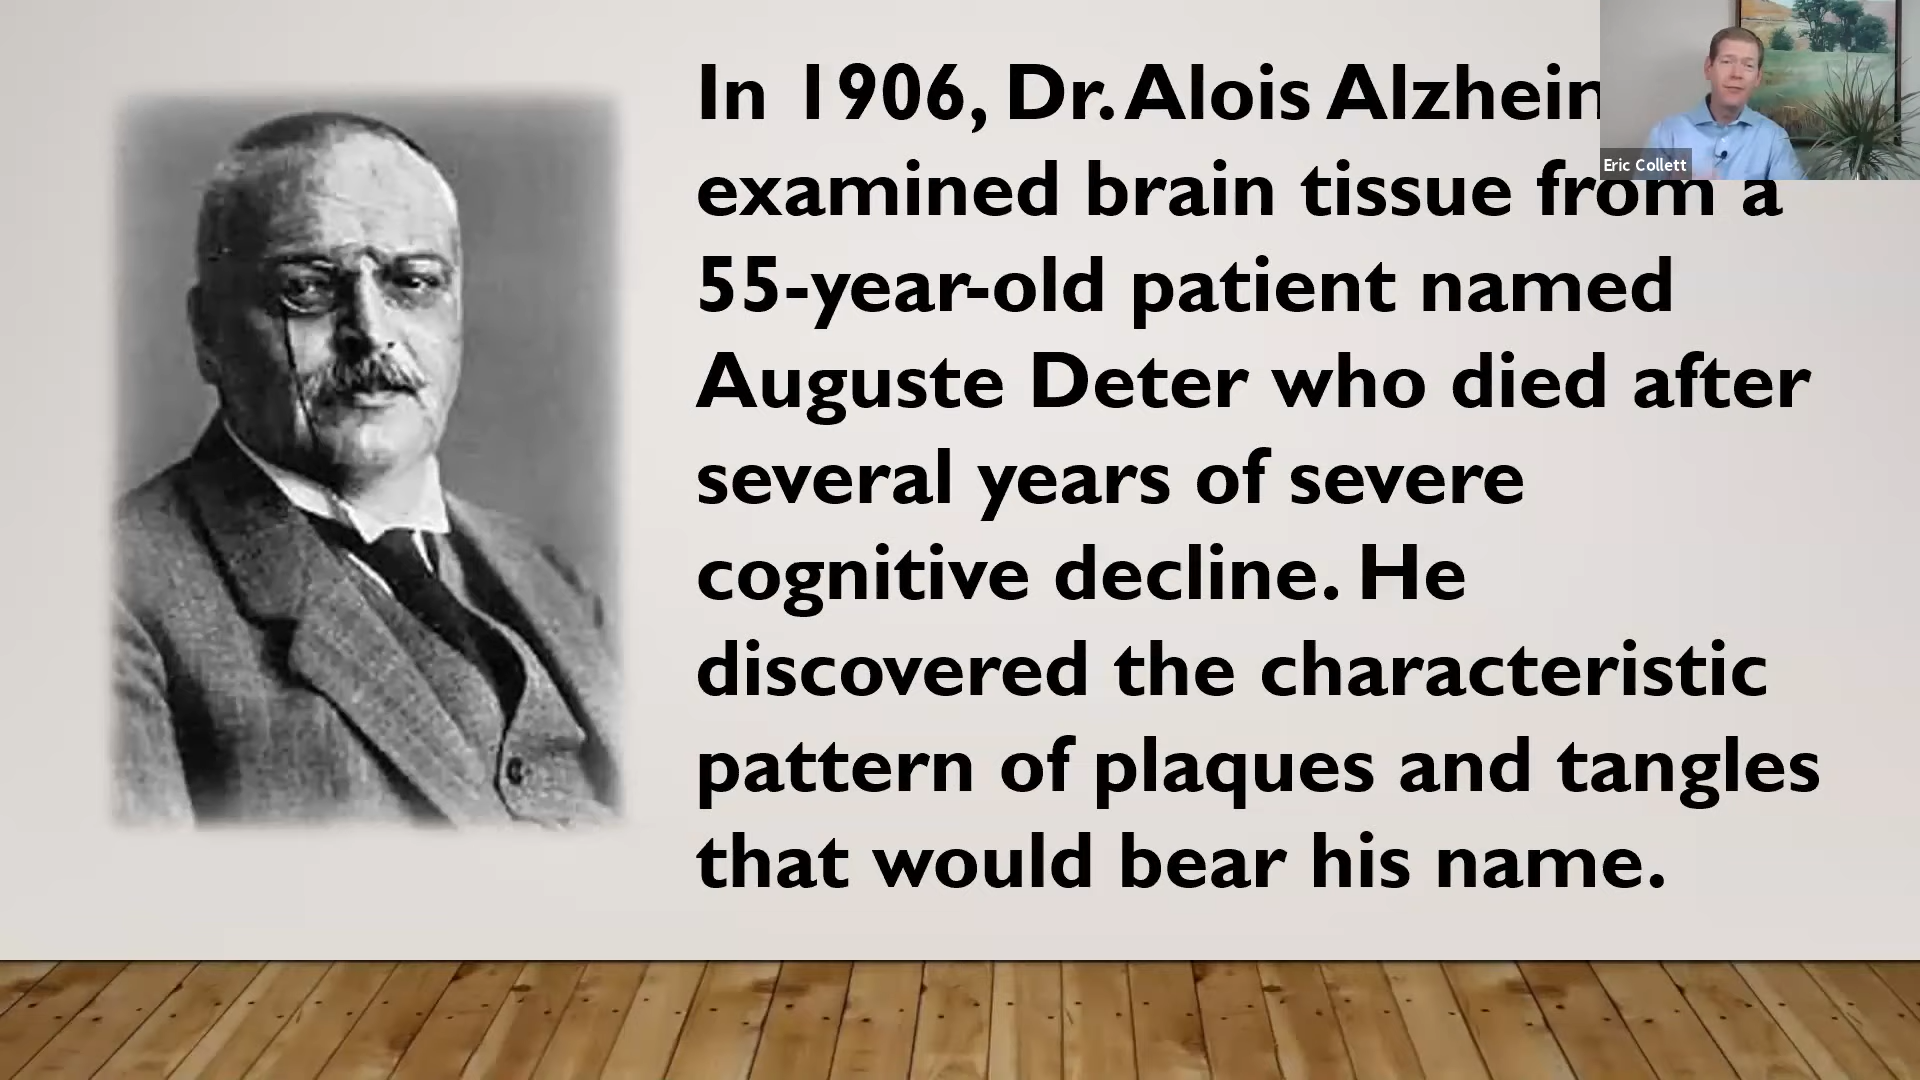 In 1906, Dr. Alois Alzhein
examined brain tissue from a
55-year-old patient named
Auguste Deter who died after
several years of severe
cognitive decline. He
discovered the characteristic
pattern of plaques and tangles
that would bear his name.
Eric Collett